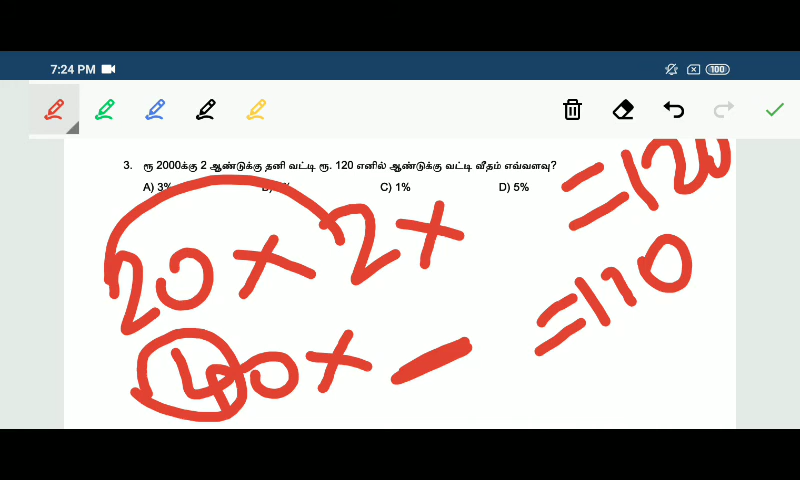 7:24 PM
100
3. ரூ 2000க்கு 2 ஆண்டுக்கு தனி வட்டி ரூ. 120 எனில் ஆண்டுக்கு வட்டி வீதம் எவ்வளவு?
A) 3% C) 1% D) 5%
20 x 2 x = 120
40 x - = 110